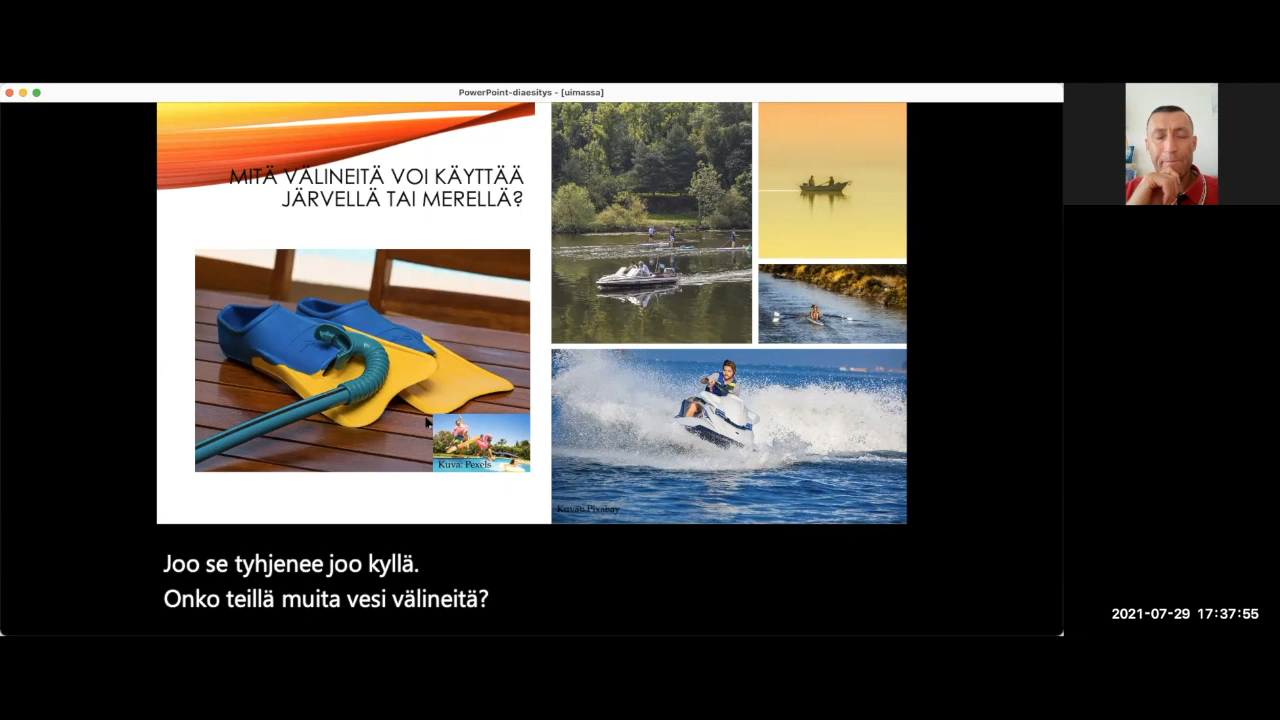 PowerPoint-diaesitys - [uimassa]
MITÄ VÄLINEITÄ VOI KÄYTTÄÄ
JÄRVELLÄ TAI MERELLÄ?
Kuva: Pexels
Kuvat: Pixabay
Joo se tyhjenee joo kyllä.
Onko teillä muita vesi välineitä?
2021-07-29 17:37:55